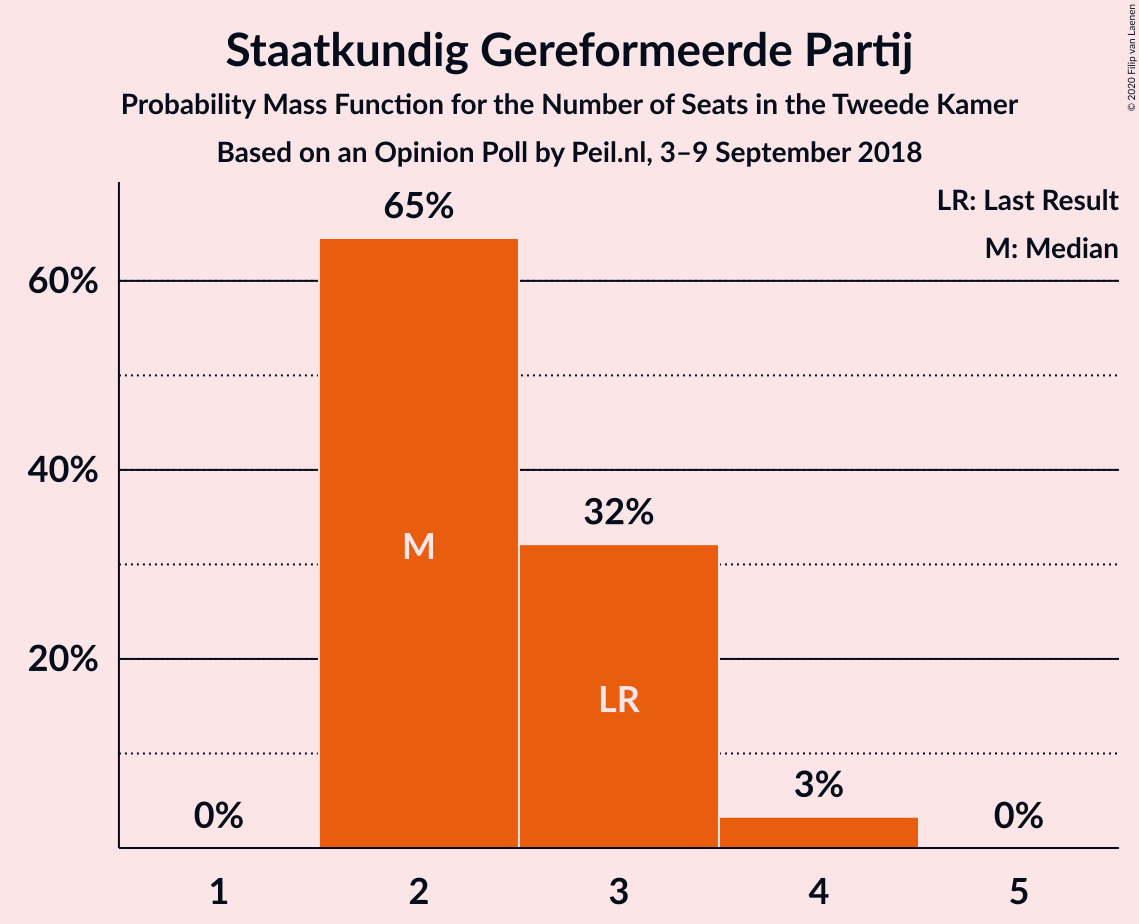 Staatkundig Gereformeerde Partij
Probability Mass Function for the Number of Seats in the Tweede Kamer
Based on an Opinion Poll by Peil.nl, 3–9 September 2018
© 2020 Filip van Laenen
LR: Last Result
M: Median
65%
60%
40%
32%
M
20%
LR
3%
0%
0%
1
2
3
4
5